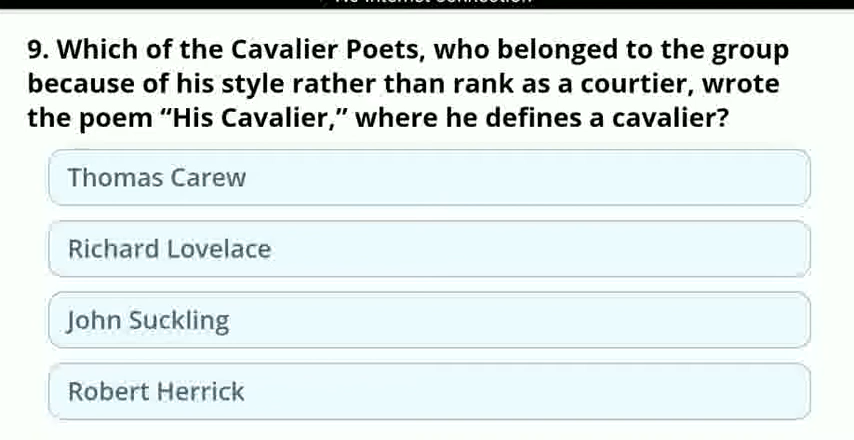 9. Which of the Cavalier Poets, who belonged to the group
because of his style rather than rank as a courtier, wrote
the poem “His Cavalier,” where he defines a cavalier?
Thomas Carew
Richard Lovelace
John Suckling
Robert Herrick